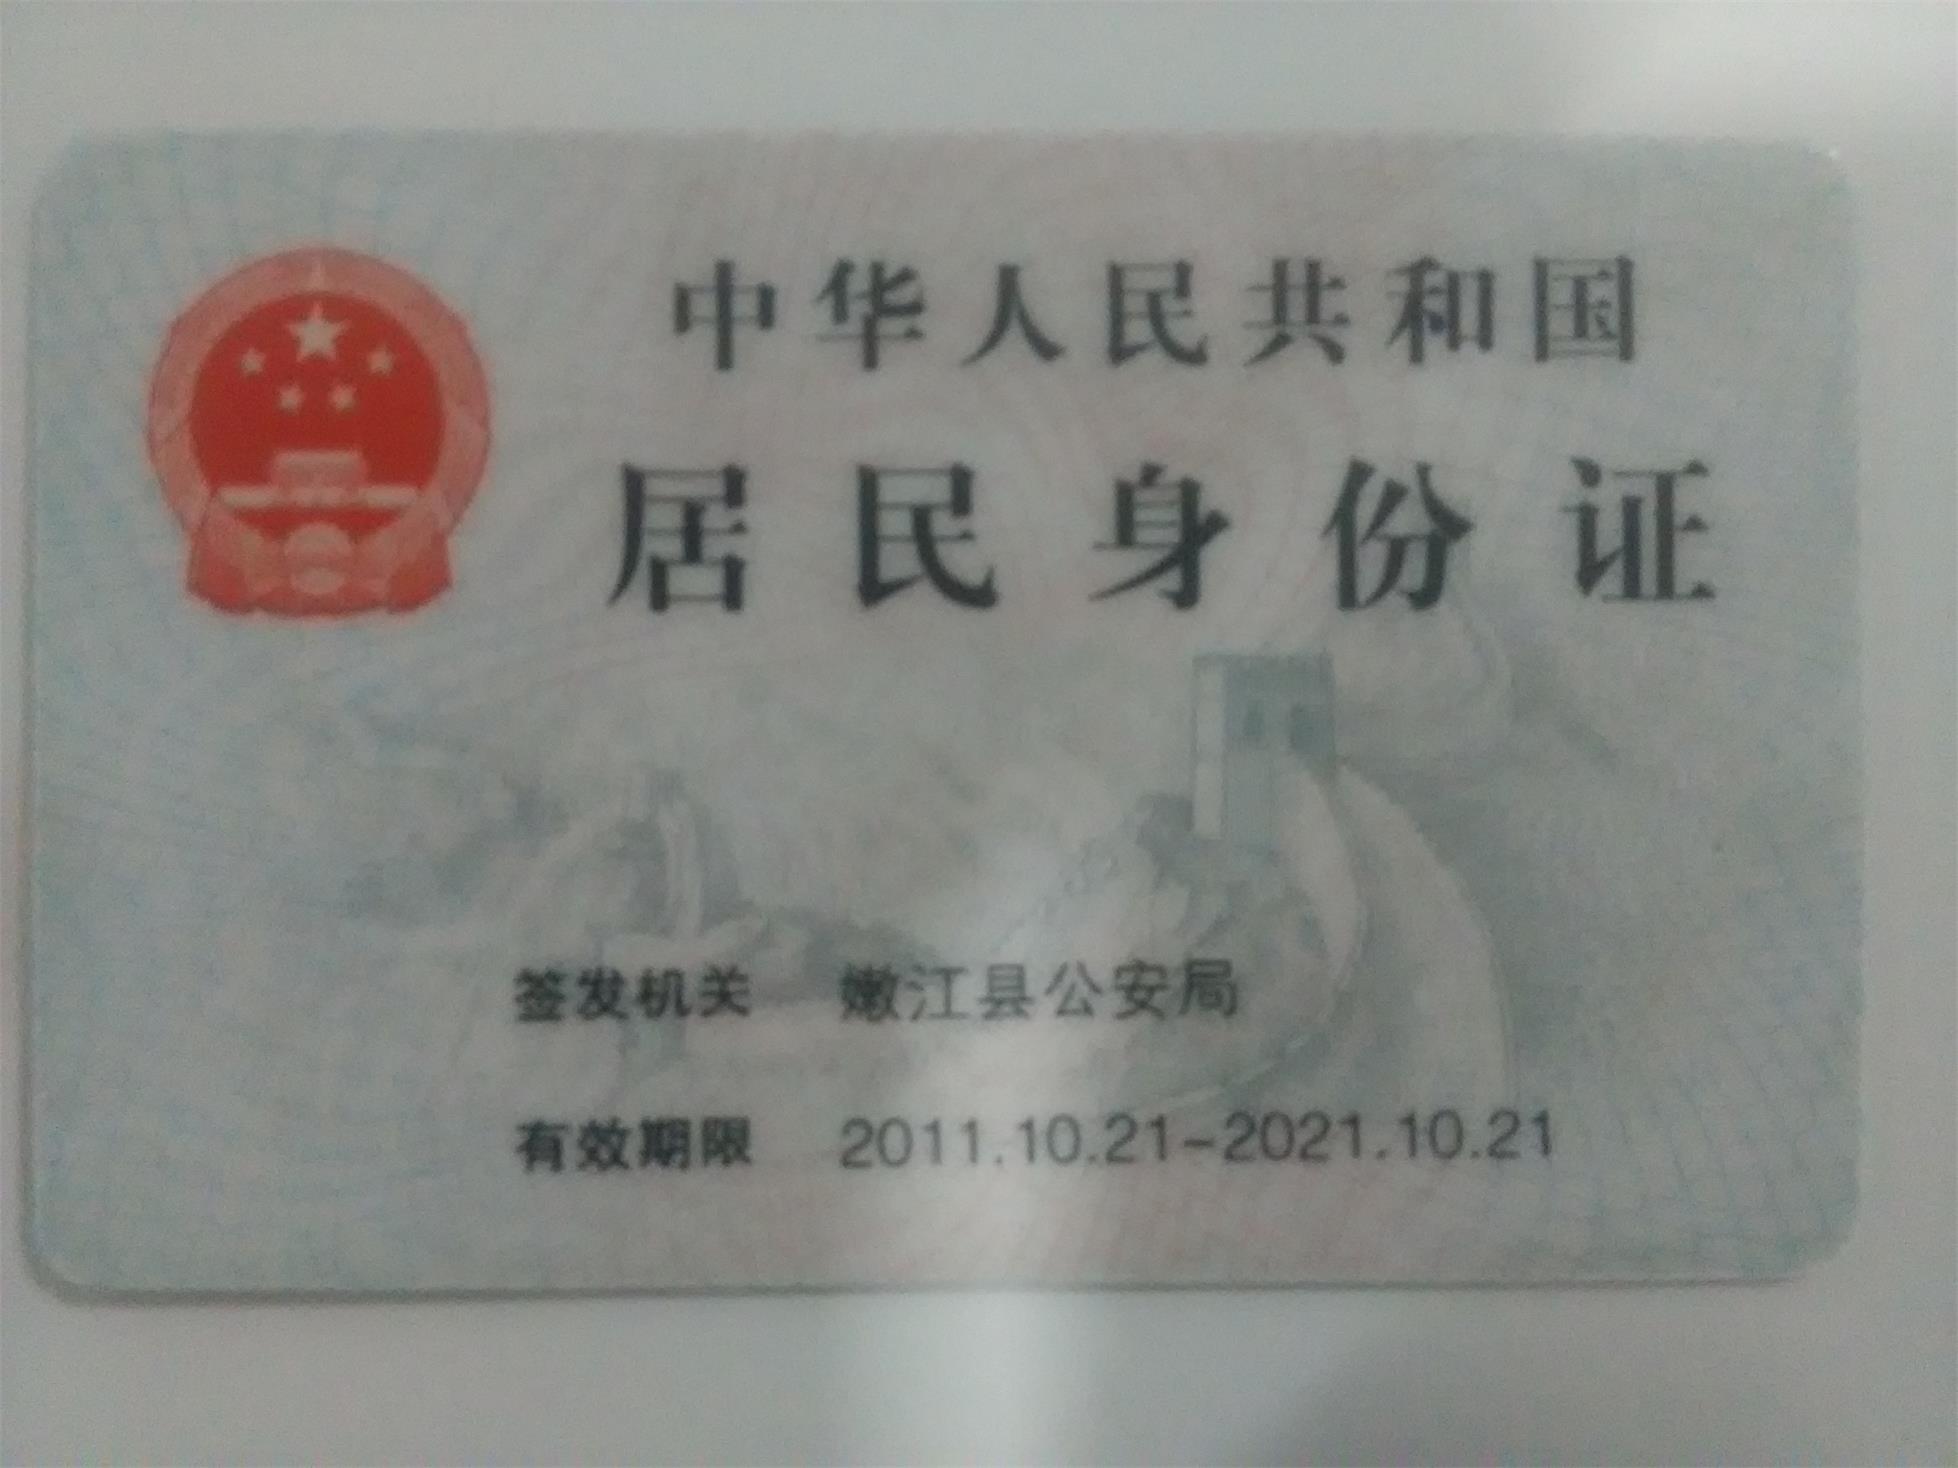 中华人民共和国
居民身份证
签发机关 嫩江县公安局
有效期限 2011.10.21-2021.10.21